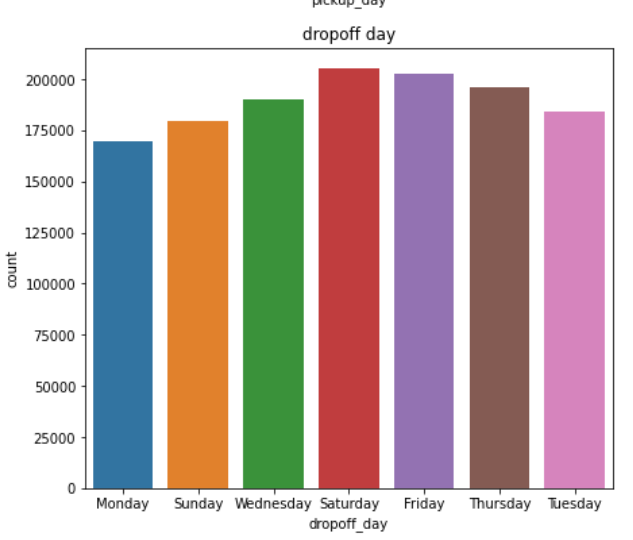 pickup_day
dropoff day
200000
175000
150000
125000
100000
75000
50000
25000
0
count
Monday Sunday Wednesday Saturday Friday Thursday Tuesday
dropoff_day